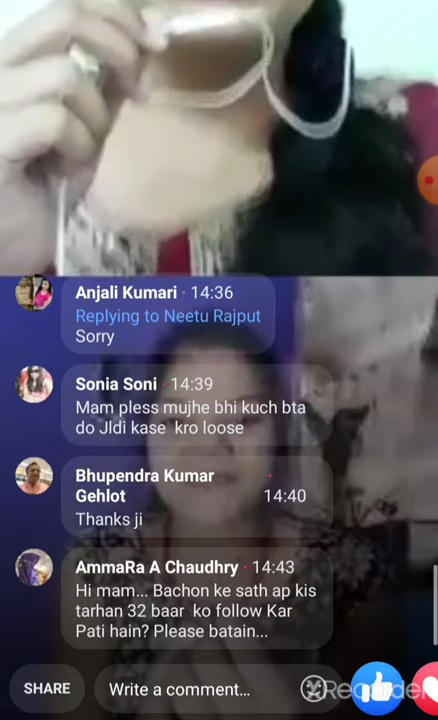 Anjali Kumari · 14:36
Replying to Neetu Rajput
Sorry
Sonia Soni · 14:39
Mam pless mujhe bhi kuch bta
do Jldi kase kro loose
Bhupendra Kumar ·
Gehlot 14:40
Thanks ji
AmmaRa A Chaudhry · 14:43
Hi mam... Bachon ke sath ap kis
tarhan 32 baar ko follow Kar
Pati hain? Please batain...
SHARE Write a comment... Recorder